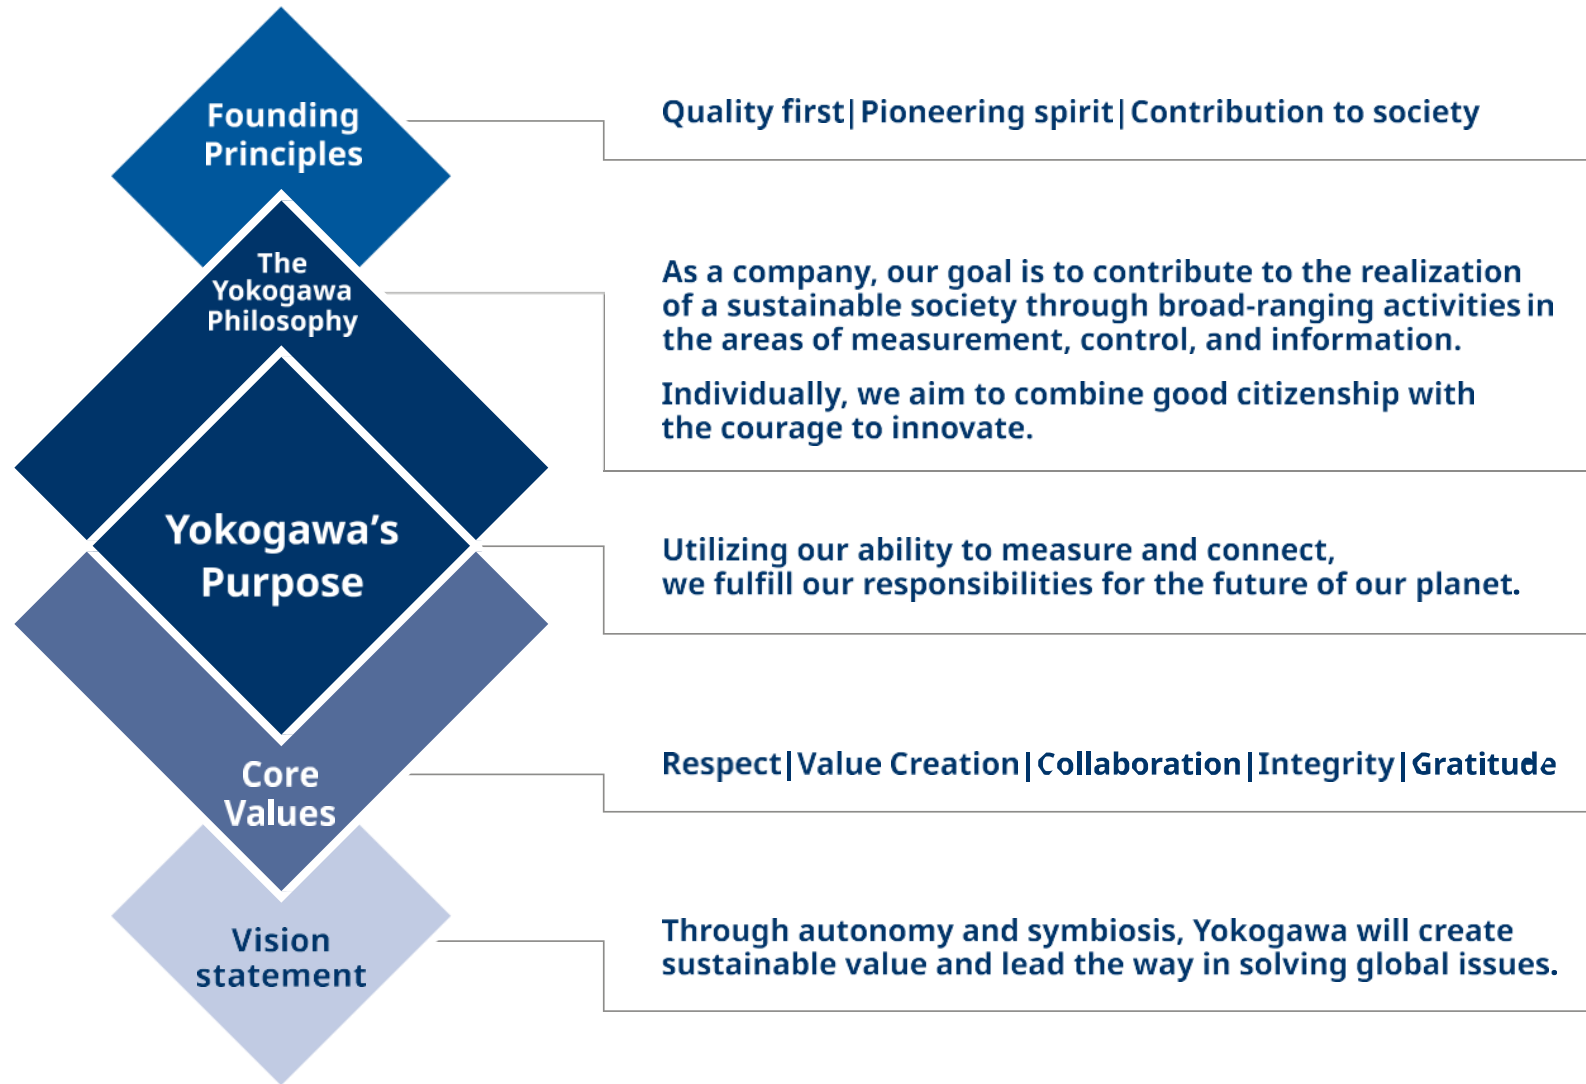 Founding
Principles
Quality first|Pioneering spirit|Contribution to society
The
Yokogawa
Philosophy
As a company, our goal is to contribute to the realization
of a sustainable society through broad-ranging activities in
the areas of measurement, control, and information.
Individually, we aim to combine good citizenship with
the courage to innovate.
Yokogawa’s
Purpose
Utilizing our ability to measure and connect,
we fulfill our responsibilities for the future of our planet.
Core
Values
Respect|Value Creation|Collaboration|Integrity|Gratitude
Vision
statement
Through autonomy and symbiosis, Yokogawa will create
sustainable value and lead the way in solving global issues.